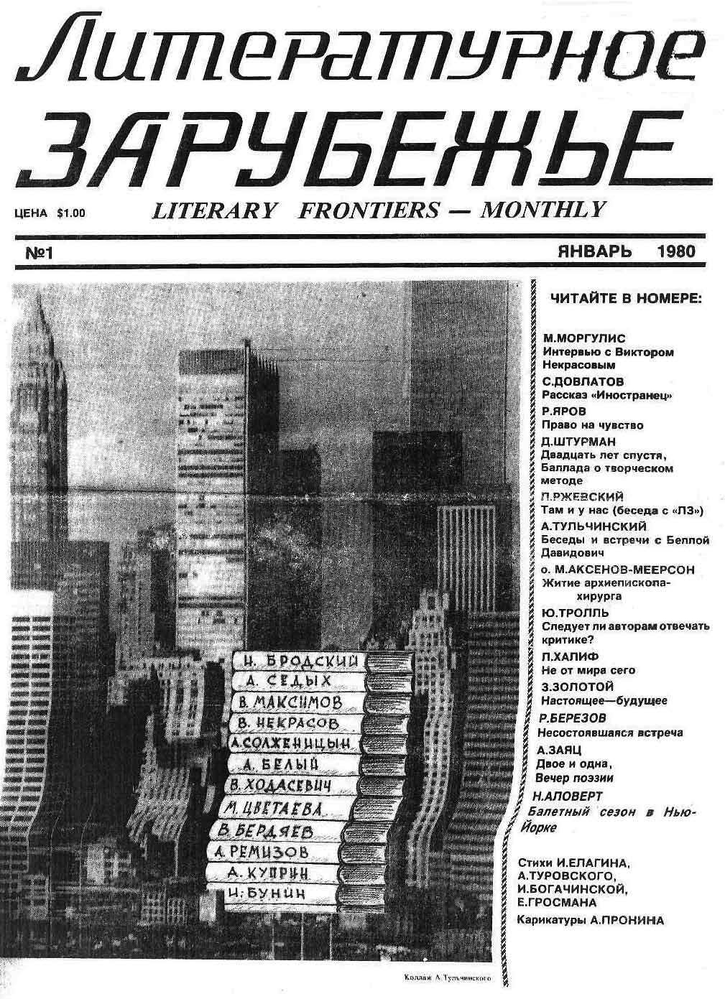 Литературное
ЗАРУБЕЖЬЕ
ЦЕНА $1.00
LITERARY FRONTIERS — MONTHLY
№1
ЯНВАРЬ 1980
ЧИТАЙТЕ В НОМЕРЕ:
М.МОРГУЛИС
Интервью с Виктором
Некрасовым
С.ДОВЛАТОВ
Рассказ «Иностранец»
Р.ЯРОВ
Право на чувство
Д.ШТУРМАН
Двадцать лет спустя,
Баллада о творческом
методе
Л.РЖЕВСКИЙ
Там и у нас (беседа с «ЛЗ»)
А.ТУЛЬЧИНСКИЙ
Беседы и встречи с Беллой
Давидович
о. М.АКСЕНОВ-МЕЕРСОН
Житие архиепископа-
хирурга
Ю.ТРОЛЛЬ
Следует ли авторам отвечать
критике?
Л.ХАЛИФ
Не от мира сего
З.ЗОЛОТОЙ
Настоящее—будущее
Р.БЕРЕЗОВ
Несостоявшаяся встреча
А.ЗАЯЦ
Двое и одна,
Вечер поэзии
Н.АЛОВЕРТ
Балетный сезон в Нью-
Йорке
Стихи И.ЕЛАГИНА,
А.ТУРОВСКОГО,
И.БОГАЧИНСКОЙ,
Е.ГРОСМАНА
Карикатуры А.ПРОНИНА
И. БРОДСКИЙ
А. СЕДЫХ
В. МАКСИМОВ
В. НЕКРАСОВ
А.СОЛЖЕНИЦЫН
А. БЕЛЫЙ
В. ХОДАСЕВИЧ
М. ЦВЕТАЕВА
В. БЕРДЯЕВ
А. РЕМИЗОВ
А. КУПРИН
И. БУНИН
Коллаж А.Тульчинского